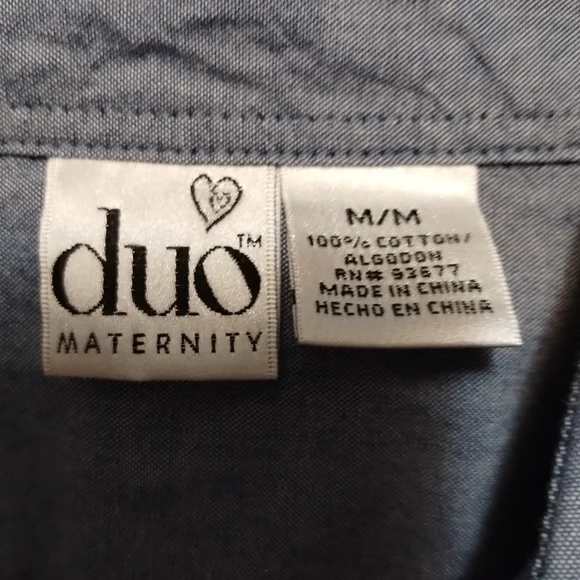 duo™
MATERNITY
M/M
100% COTTON/
ALGODON
RN# 93677
MADE IN CHINA
HECHO EN CHINA